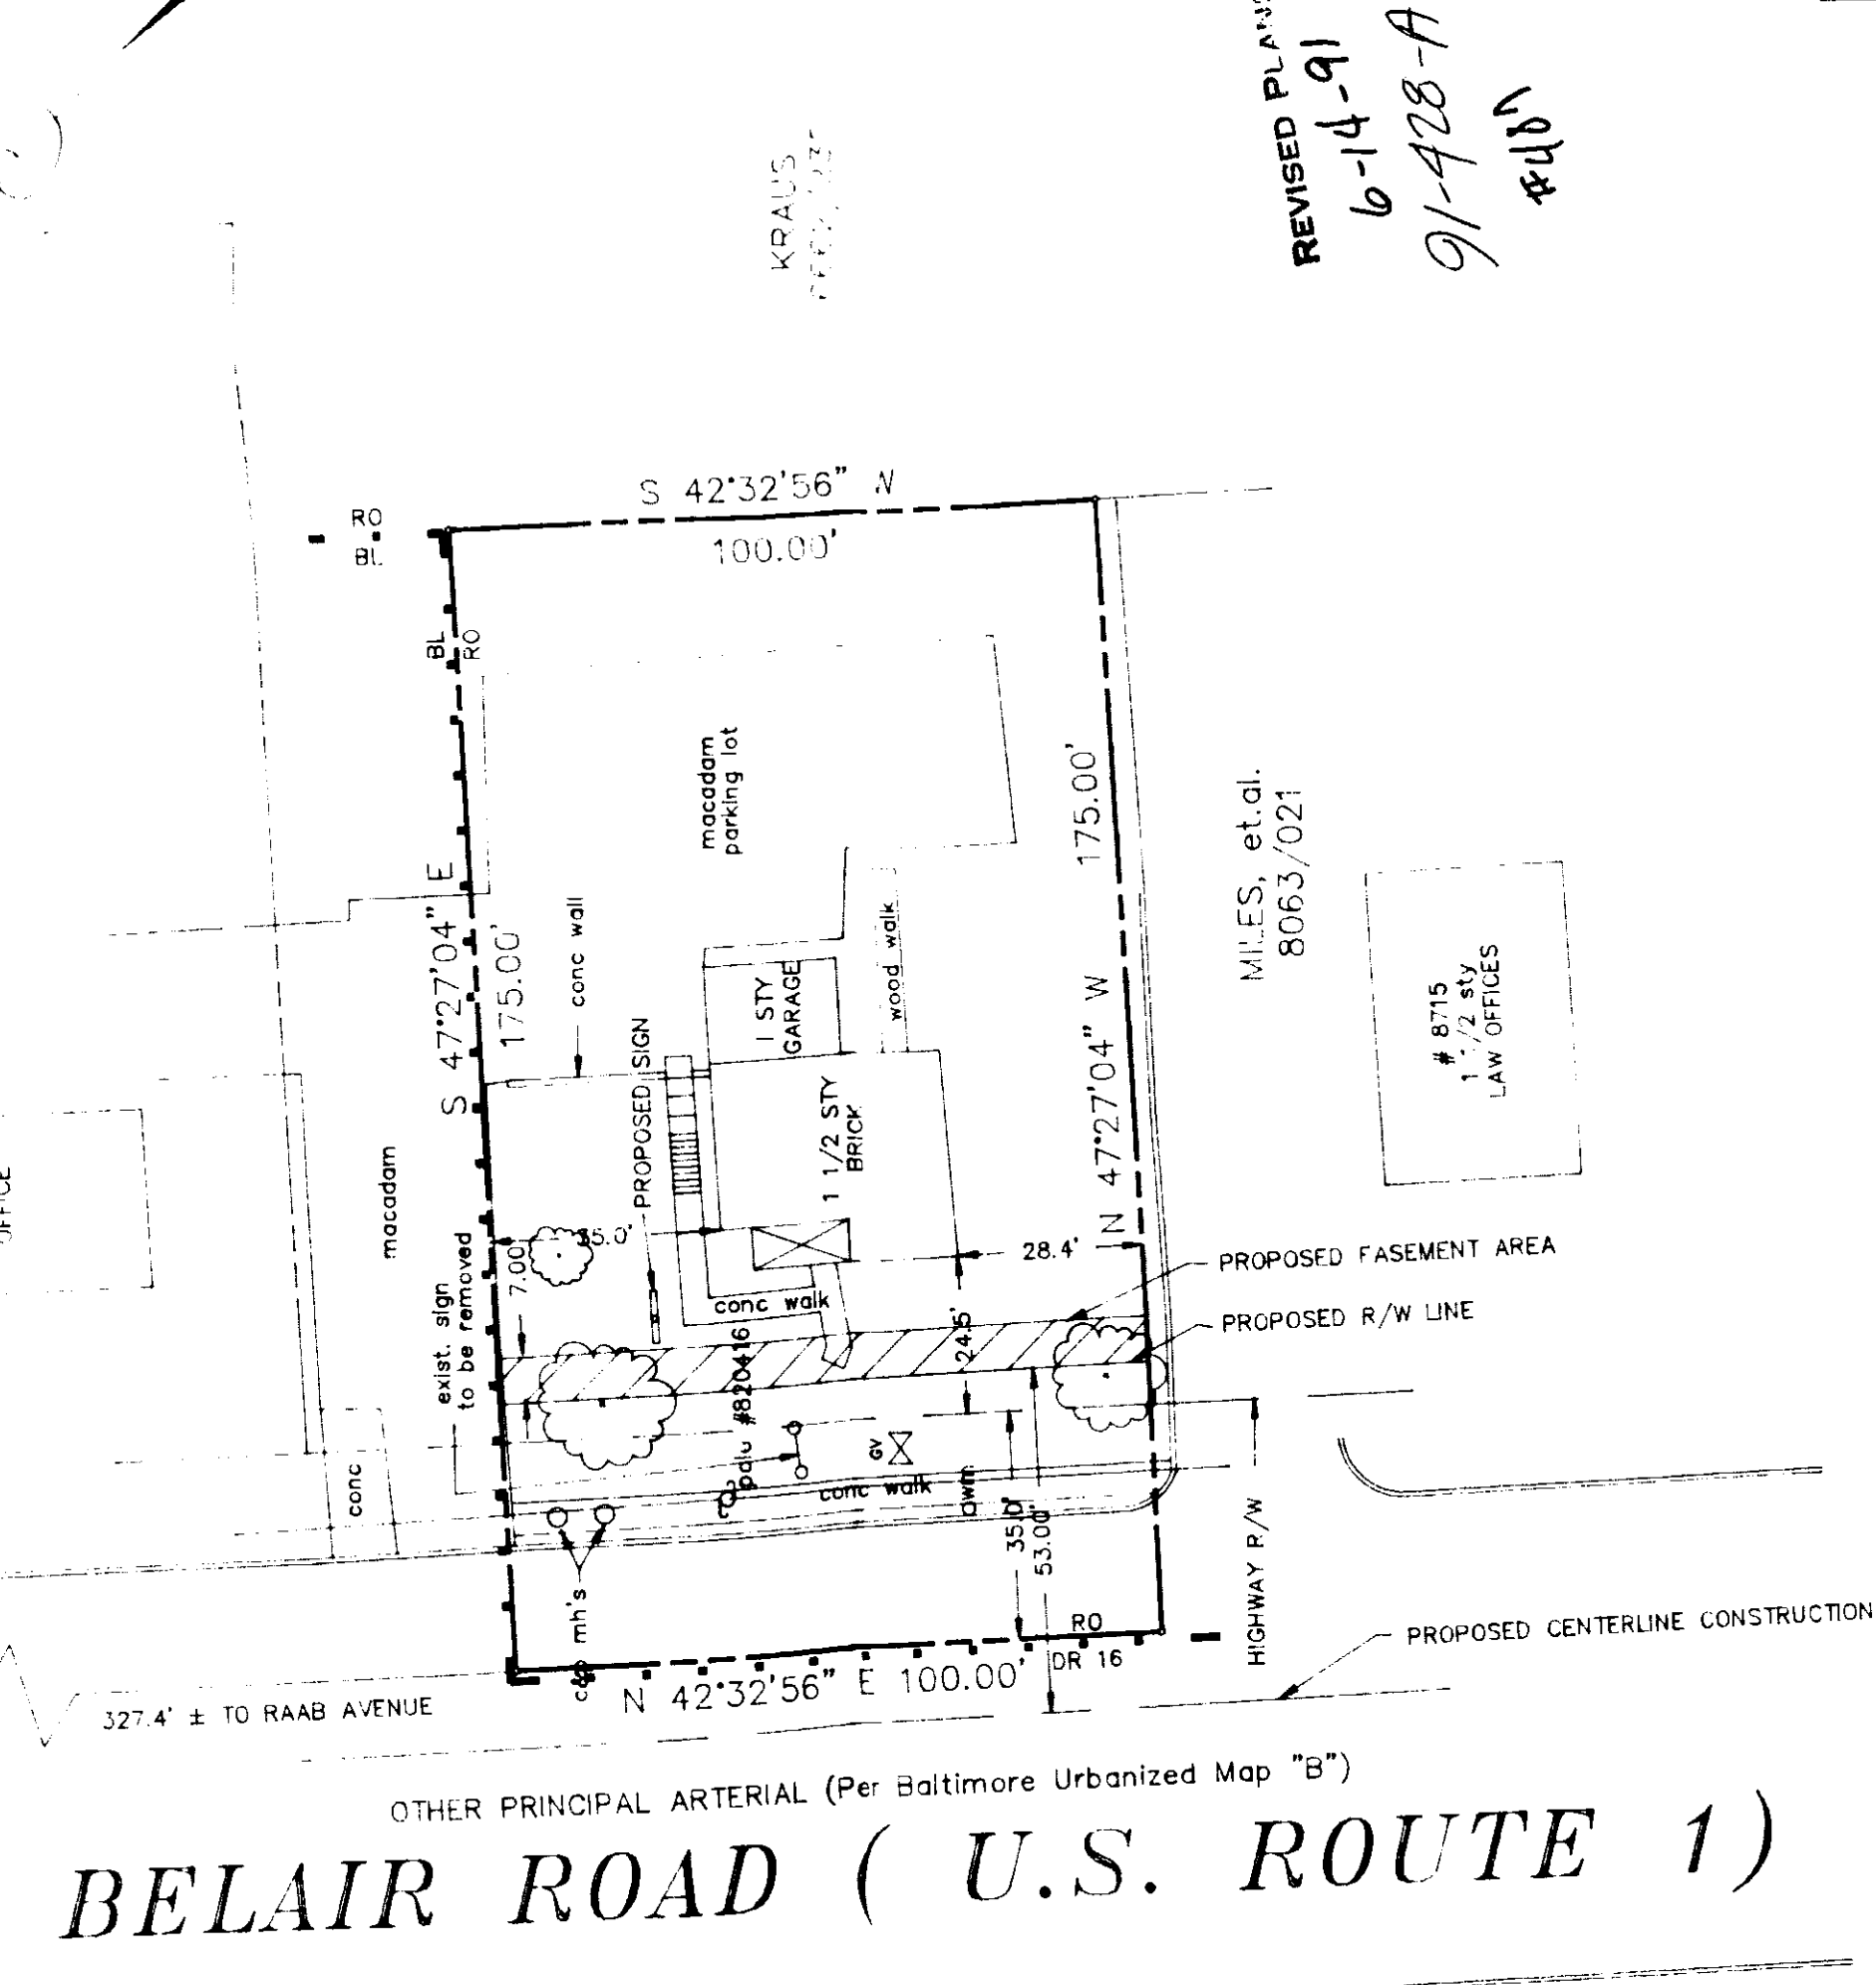 REVISED PLANS
6-14-91
91-428-A
KRAUS
S 42°32'56" N
100.00'
RO
BL
BL
RO
macadam
parking lot
175.00'
MILES, et.al.
8063/021
S 47°27'04" E
175.00'
conc wall
PROPOSED SIGN
1 STY
GARAGE
wood walk
# 8715
1 1/2 sty
LAW OFFICES
1 1/2 STY
BRICK
N 47°27'04" W
OFFICE
macadam
exist. sign
to be removed
7.00'
35.0'
28.4'
conc walk
24.5'
PROPOSED EASEMENT AREA
PROPOSED R/W LINE
#820416
GV
conc walk
conc
35.0'
53.00'
HIGHWAY R/W
mh's
RO
DR 16
PROPOSED CENTERLINE CONSTRUCTION
N 42°32'56" E 100.00'
327.4' ± TO RAAB AVENUE
OTHER PRINCIPAL ARTERIAL (Per Baltimore Urbanized Map "B")
BELAIR ROAD ( U.S. ROUTE 1)